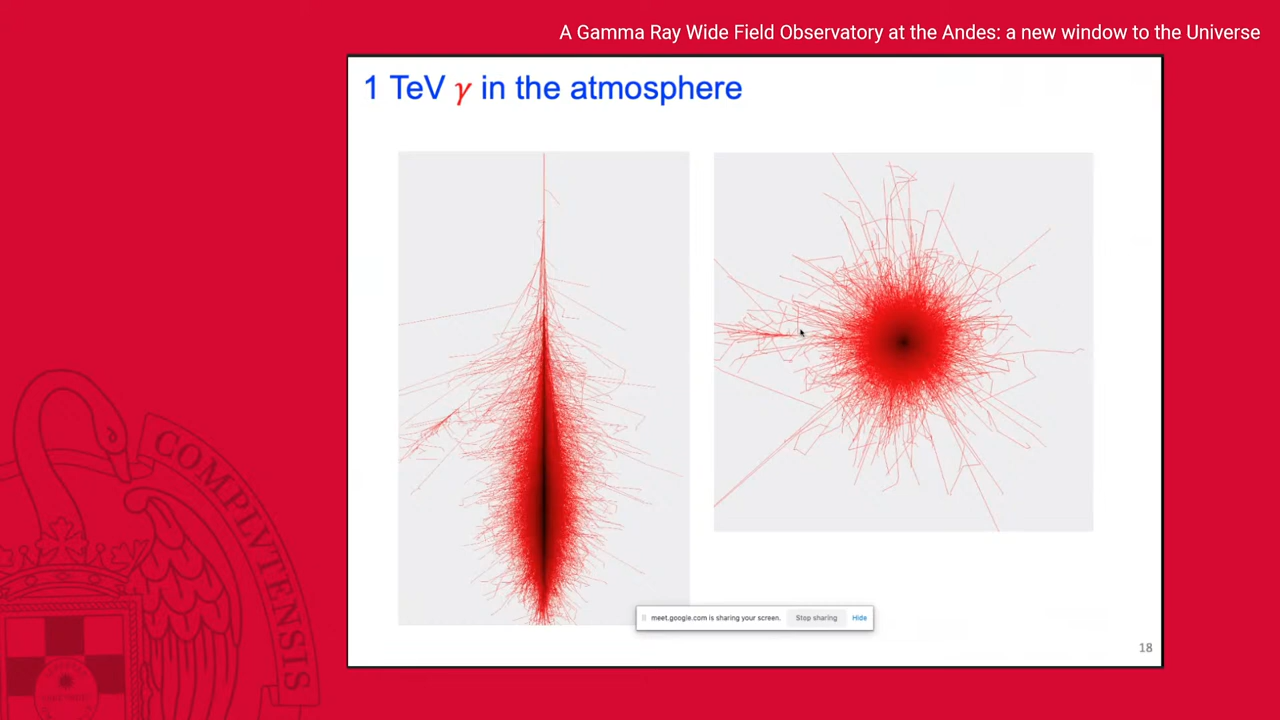 A Gamma Ray Wide Field Observatory at the Andes: a new window to the Universe
1 TeV γ in the atmosphere
COMPLUTENSIS
meet.google.com is sharing your screen. Stop sharing Hide
18